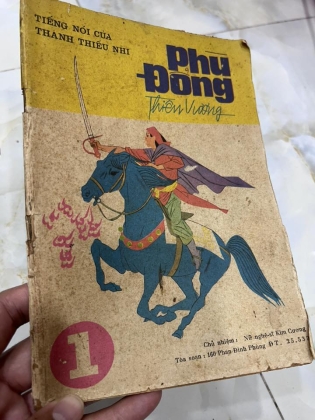 TIẾNG NÓI CỦA
THANH THIẾU NHI
Phù
Đổng
Thiên Vương
1
Chủ nhiệm : Nữ nghệ-sĩ Kim Cương
Tòa soạn : 160 Phan-Đình Phùng ĐT. 25.53